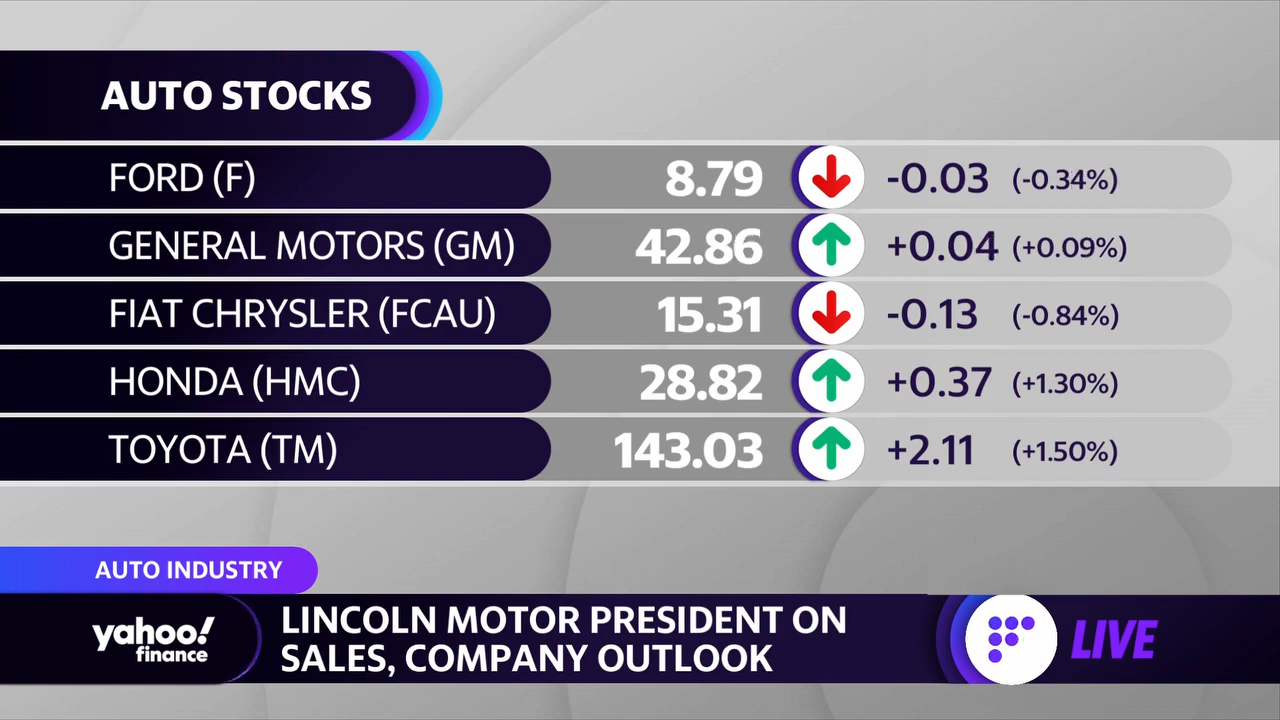 AUTO STOCKS
FORD (F) 8.79 -0.03 (-0.34%)
GENERAL MOTORS (GM) 42.86 +0.04 (+0.09%)
FIAT CHRYSLER (FCAU) 15.31 -0.13 (-0.84%)
HONDA (HMC) 28.82 +0.37 (+1.30%)
TOYOTA (TM) 143.03 +2.11 (+1.50%)
AUTO INDUSTRY
yahoo!
finance
LINCOLN MOTOR PRESIDENT ON
SALES, COMPANY OUTLOOK
LIVE